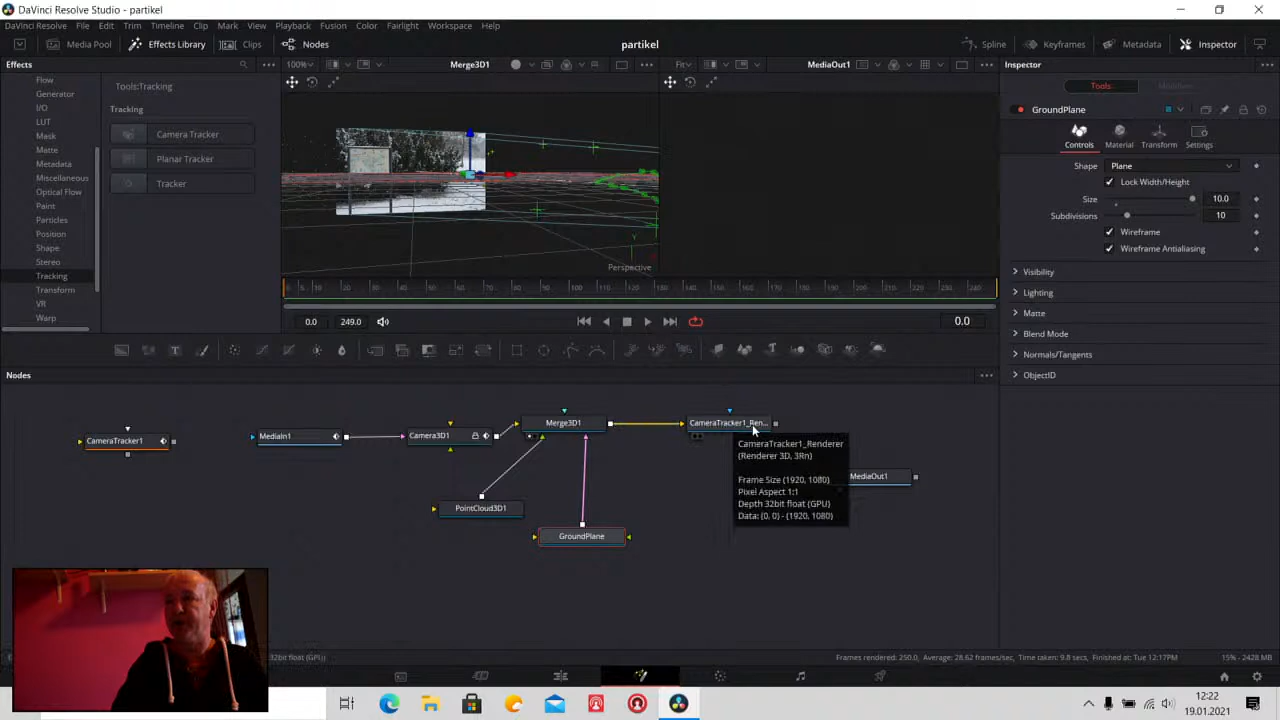 DaVinci Resolve Studio - partikel
DaVinci Resolve File Edit Trim Timeline Clip Mark View Playback Fusion Color Fairlight Workspace Help
Media Pool Effects Library Clips Nodes partikel Spline Keyframes Metadata Inspector
Effects 100% Merge3D1 Fit MediaOut1 Inspector
Flow
Generator
I/O
LUT
Mask
Matte
Metadata
Miscellaneous
Optical Flow
Paint
Particles
Position
Shape
Stereo
Tracking
Transform
VR
Warp
Tools:Tracking
Tracking
Camera Tracker
Planar Tracker
Tracker
Y
Perspective
Tools
Modifiers
GroundPlane
Controls Material Transform Settings
Shape Plane
Lock Width/Height
Size 10.0
Subdivisions 10
Wireframe
Wireframe Antialiasing
Visibility
Lighting
Matte
Blend Mode
Normals/Tangents
ObjectID
0.0 249.0 0.0
Nodes
CameraTracker1
MediaIn1
Camera3D1
Merge3D1
CameraTracker1_Ren...
PointCloud3D1
GroundPlane
MediaOut1
CameraTracker1_Renderer
(Renderer 3D, 3Rn)
Frame Size (1920, 1080)
Pixel Aspect 1:1
Depth 32bit float (GPU)
Data: (0, 0) - (1920, 1080)
32bit float (GPU)
Frames rendered: 250.0, Average: 28.62 frames/sec, Time taken: 9.8 secs, Finished at: Tue 12:17PM
15% - 2428 MB
12:22
19.01.2021